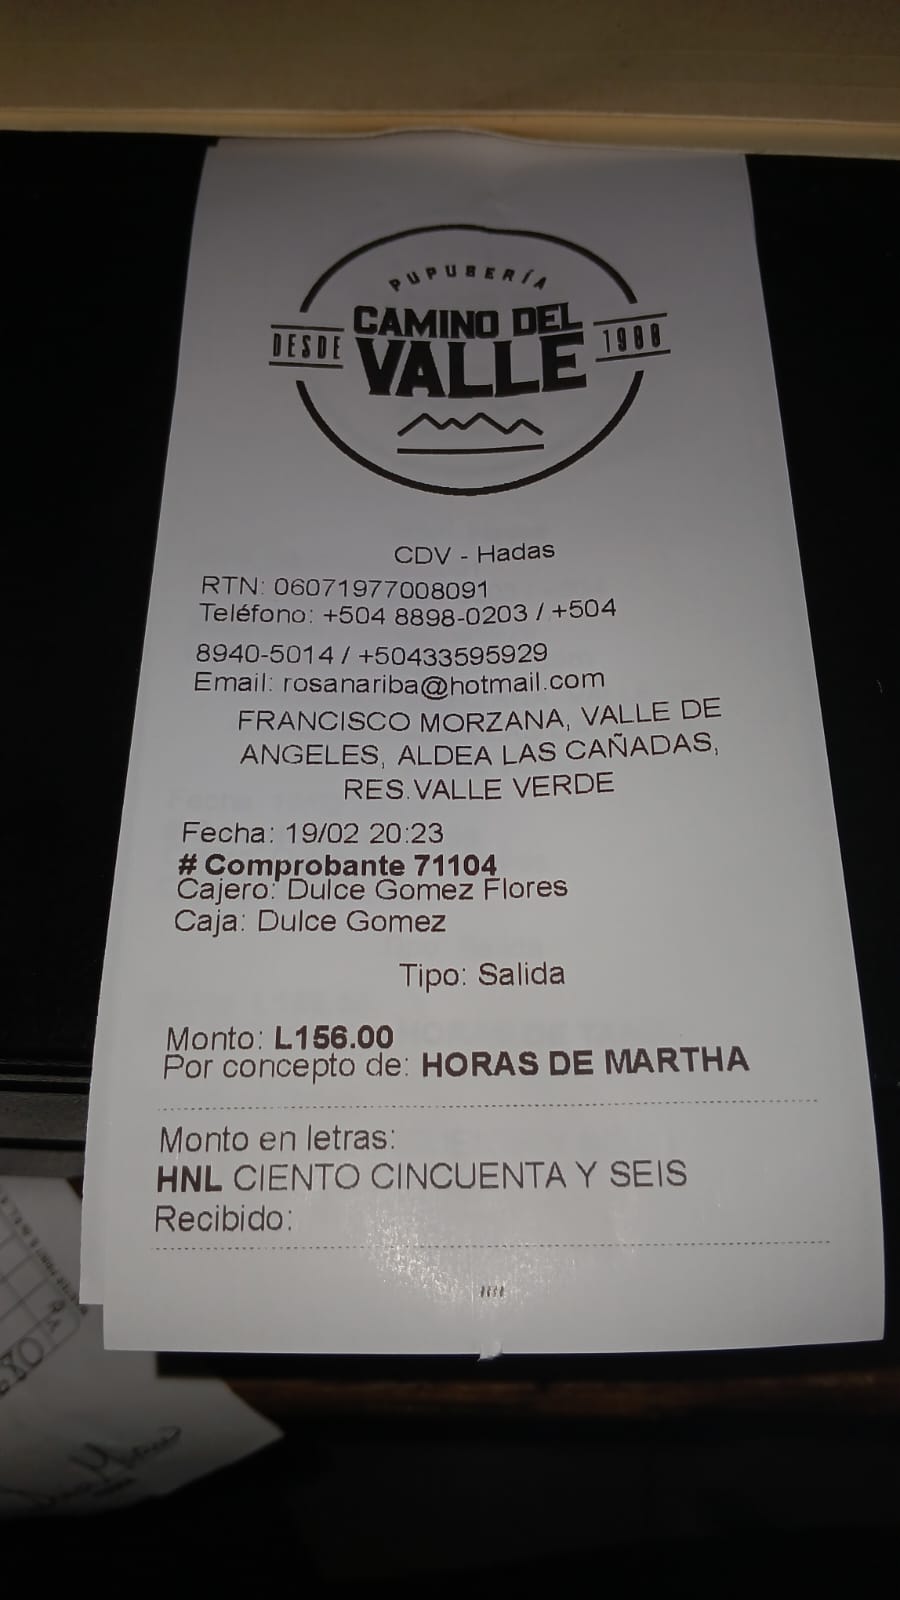 PUPUSERÍA
DESDE CAMINO DEL VALLE 1988
CDV - Hadas
RTN: 06071977008091
Teléfono: +504 8898-0203 / +504
8940-5014 / +50433595929
Email: rosanariba@hotmail.com
FRANCISCO MORZANA, VALLE DE
ANGELES, ALDEA LAS CAÑADAS,
RES.VALLE VERDE
Fecha: 19/02 20:23
# Comprobante 71104
Cajero: Dulce Gomez Flores
Caja: Dulce Gomez
Tipo: Salida
Monto: L156.00
Por concepto de: HORAS DE MARTHA
Monto en letras:
HNL CIENTO CINCUENTA Y SEIS
Recibido: